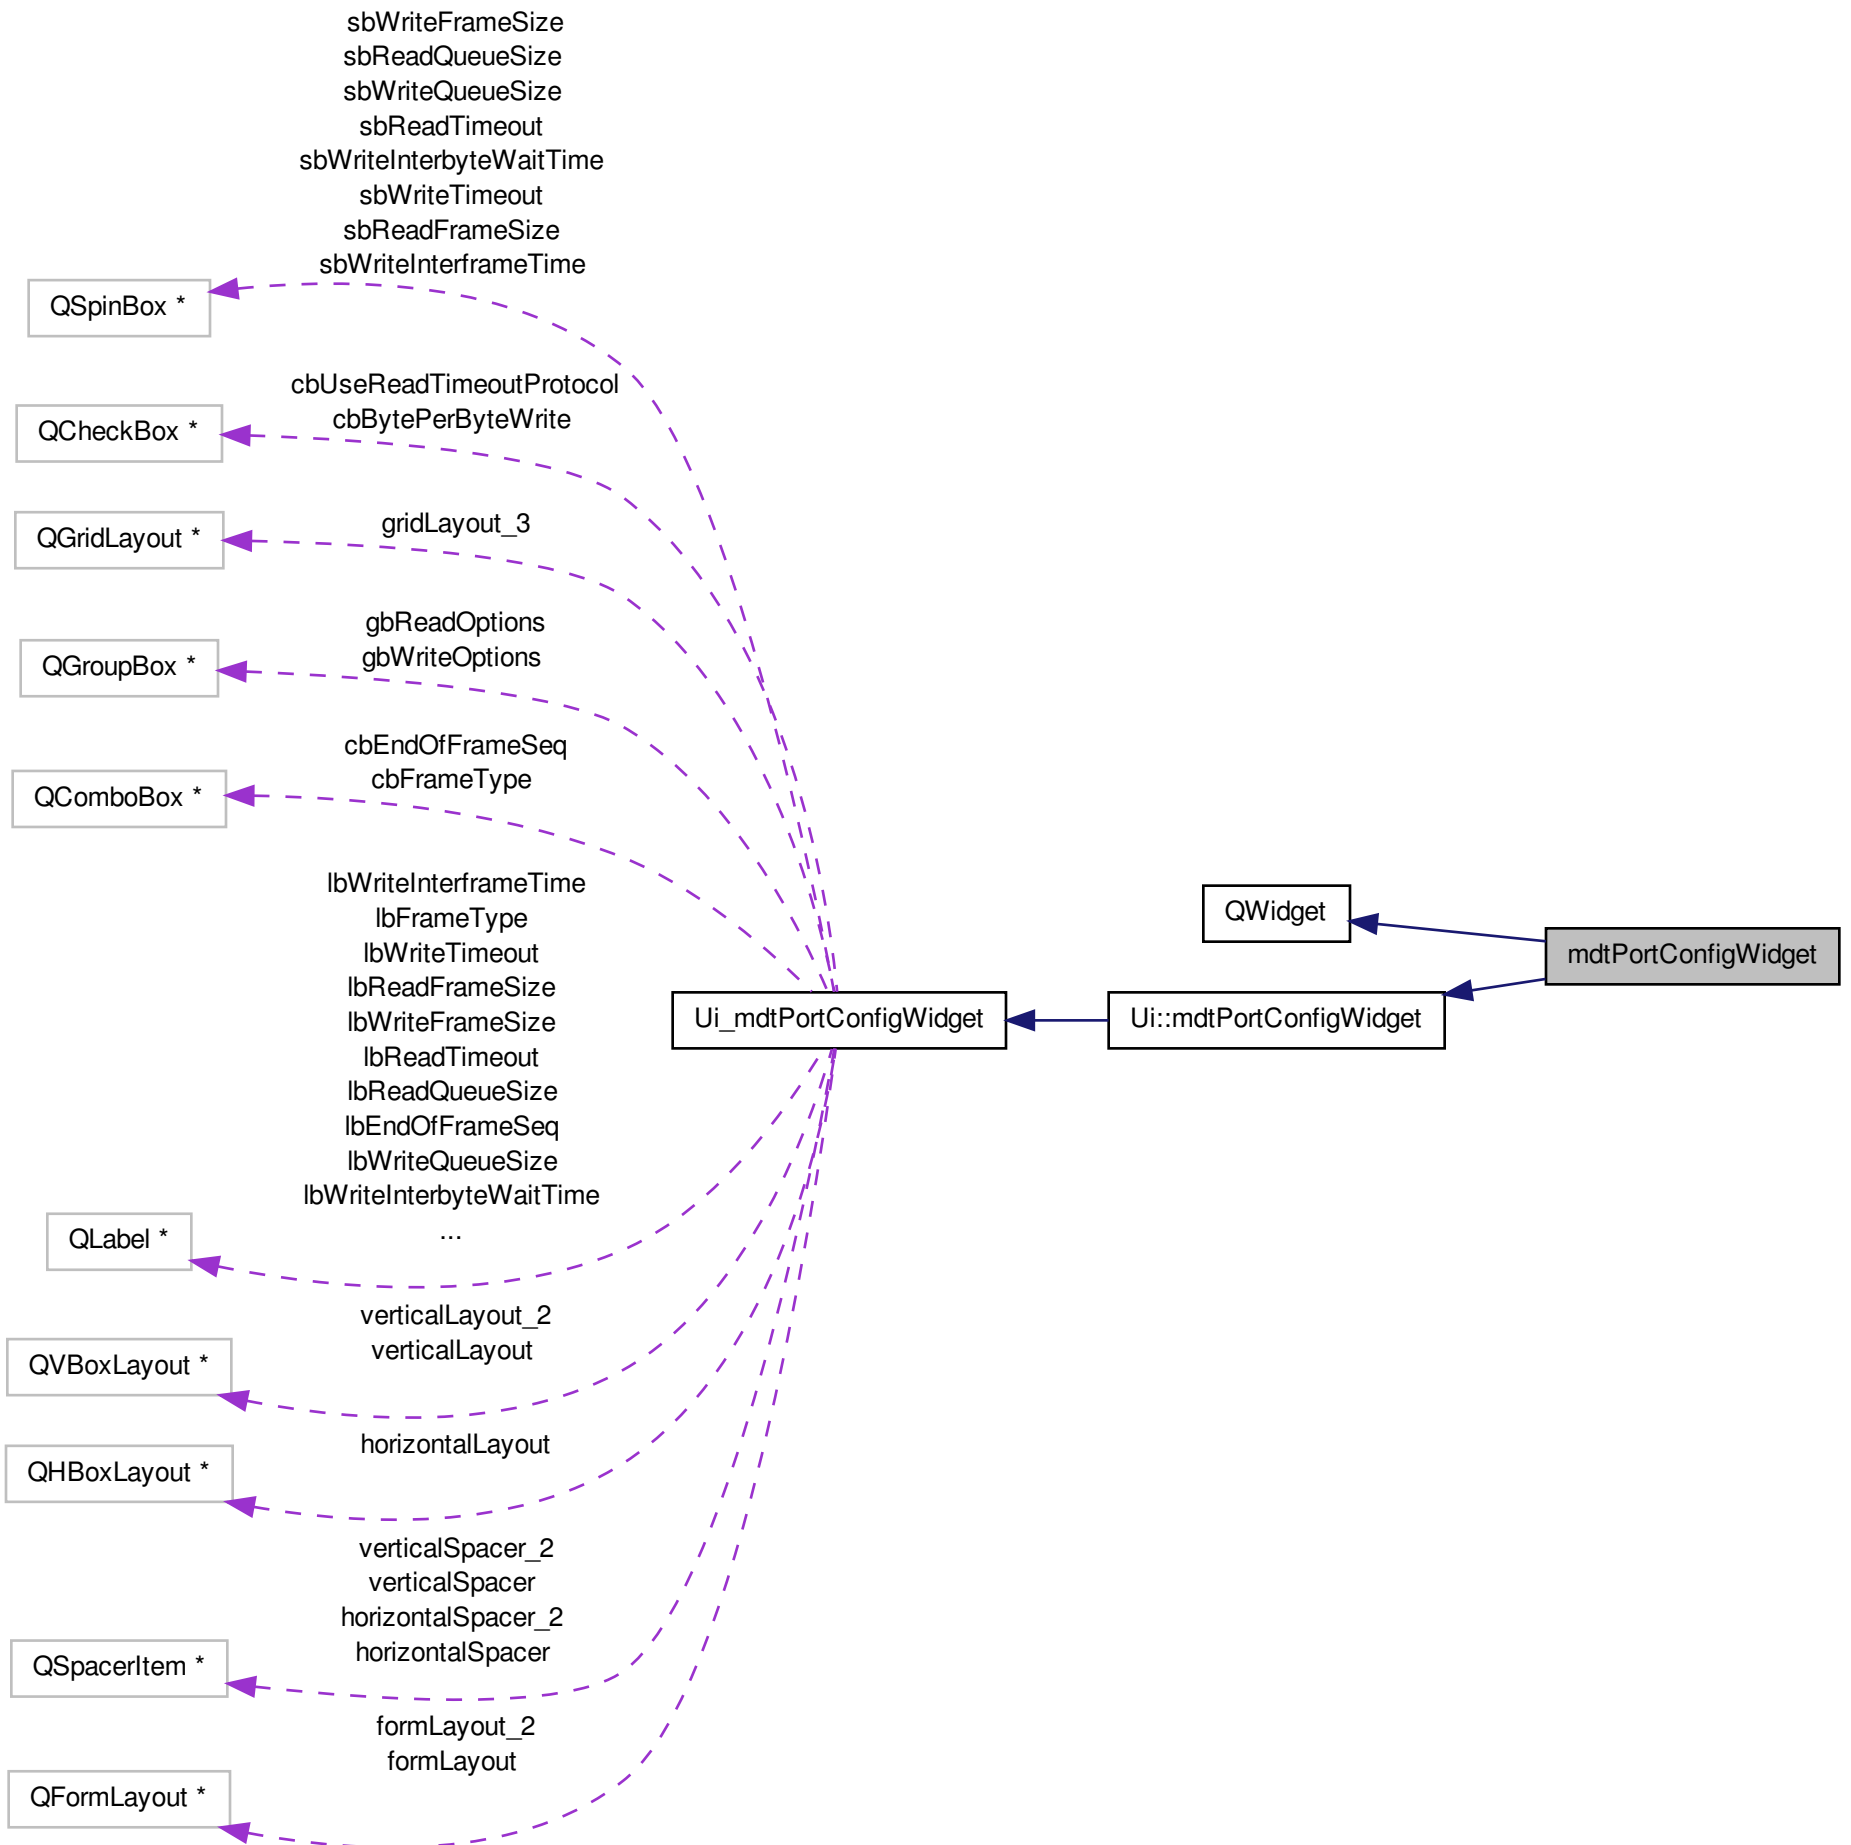 sbWriteFrameSize
sbReadQueueSize
sbWriteQueueSize
sbReadTimeout
sbWriteInterbyteWaitTime
sbWriteTimeout
sbReadFrameSize
sbWriteInterframeTime
QSpinBox *
cbUseReadTimeoutProtocol
cbBytePerByteWrite
QCheckBox *
gridLayout_3
QGridLayout *
gbReadOptions
gbWriteOptions
QGroupBox *
cbEndOfFrameSeq
cbFrameType
QComboBox *
lbWriteInterframeTime
lbFrameType
lbWriteTimeout
lbReadFrameSize
lbWriteFrameSize
lbReadTimeout
lbReadQueueSize
lbEndOfFrameSeq
lbWriteQueueSize
lbWriteInterbyteWaitTime
...
QLabel *
verticalLayout_2
verticalLayout
QVBoxLayout *
horizontalLayout
QHBoxLayout *
verticalSpacer_2
verticalSpacer
horizontalSpacer_2
horizontalSpacer
QSpacerItem *
formLayout_2
formLayout
QFormLayout *
Ui_mdtPortConfigWidget
Ui::mdtPortConfigWidget
QWidget
mdtPortConfigWidget